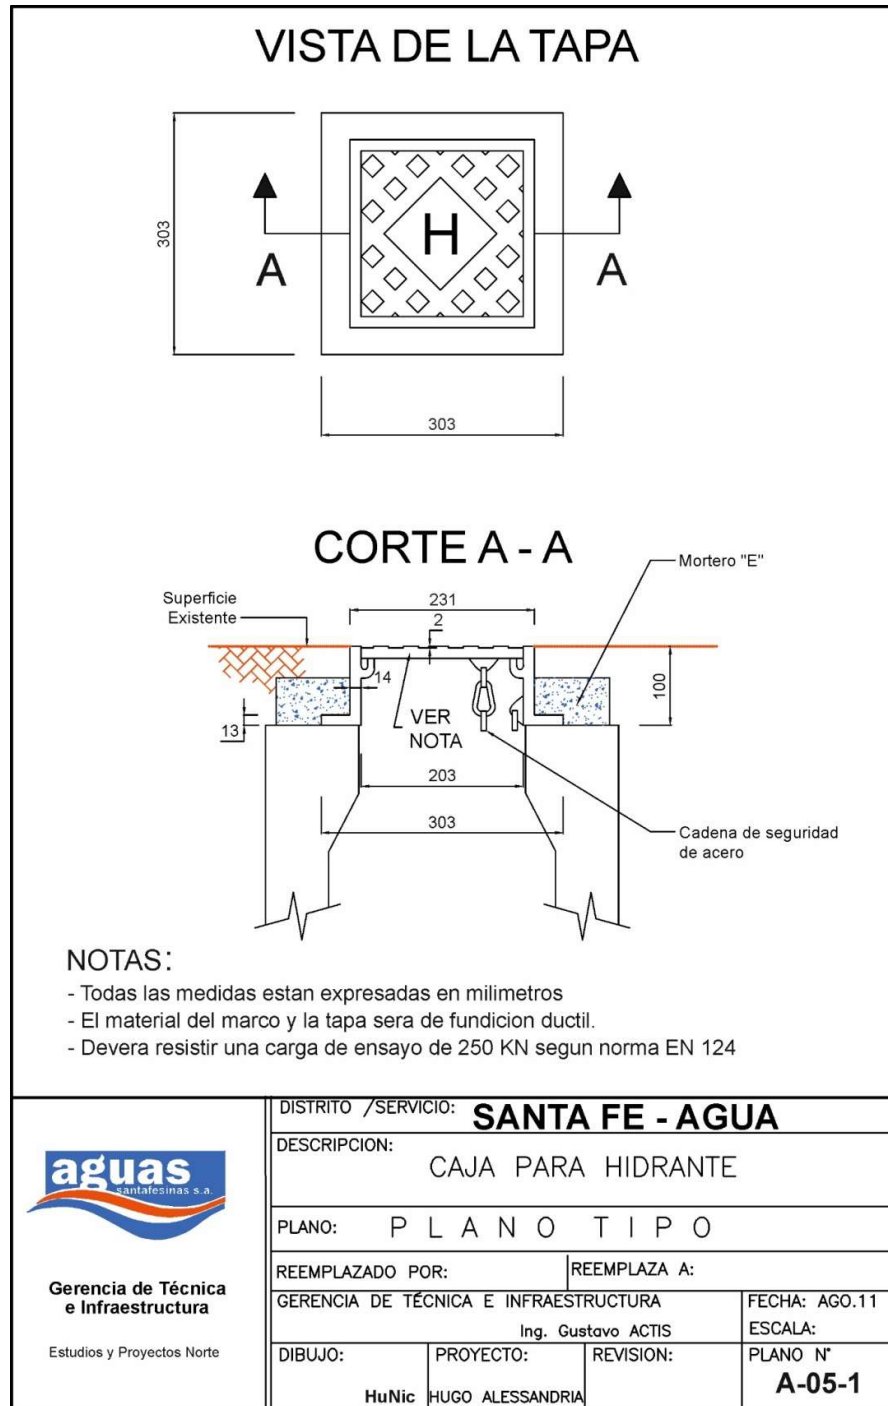 VISTA DE LA TAPA
303
A
H
A
303
CORTE A - A
Mortero "E"
Superficie
Existente
231
2
14
100
13
VER
NOTA
203
303
Cadena de seguridad
de acero
NOTAS:
- Todas las medidas estan expresadas en milimetros
- El material del marco y la tapa sera de fundicion ductil.
- Devera resistir una carga de ensayo de 250 KN segun norma EN 124
aguas
santafesinas s.a.
Gerencia de Técnica
e Infraestructura
Estudios y Proyectos Norte
DISTRITO /SERVICIO: SANTA FE - AGUA
DESCRIPCION:
CAJA PARA HIDRANTE
PLANO: PLANO TIPO
REEMPLAZADO POR: REEMPLAZA A:
GERENCIA DE TÉCNICA E INFRAESTRUCTURA
Ing. Gustavo ACTIS
FECHA: AGO.11
ESCALA:
DIBUJO:
HuNic
PROYECTO:
HUGO ALESSANDRIA
REVISION:
PLANO N°
A-05-1